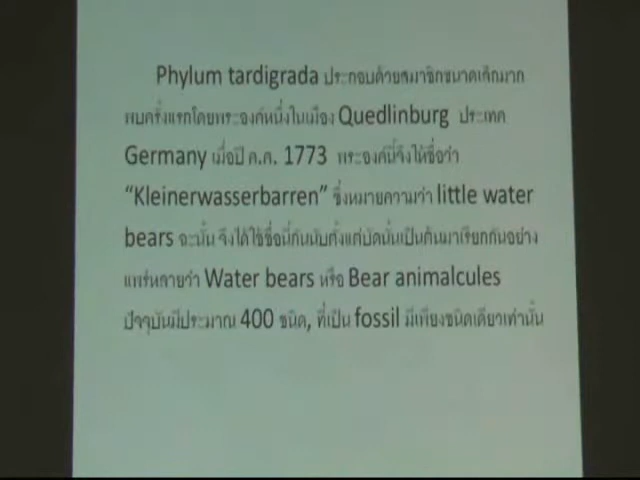 Phylum tardigrada ประกอบด้วยสมาชิกขนาดเล็กมาก
พบครั้งแรกโดยพระองค์หนึ่งในเมือง Quedlinburg ประเทศ
Germany เมื่อปี ค.ศ. 1773 พระองค์นี้จึงให้ชื่อว่า
“Kleinerwasserbarren” ซึ่งหมายความว่า little water
bears ฉะนั้น จึงได้ใช้ชื่อนี้กันนับตั้งแต่บัดนั้นเป็นต้นมาเรียกกันอย่าง
แพร่หลายว่า Water bears หรือ Bear animalcules
ปัจจุบันมีประมาณ 400 ชนิด, ที่เป็น fossil มีเพียงชนิดเดียวเท่านั้น